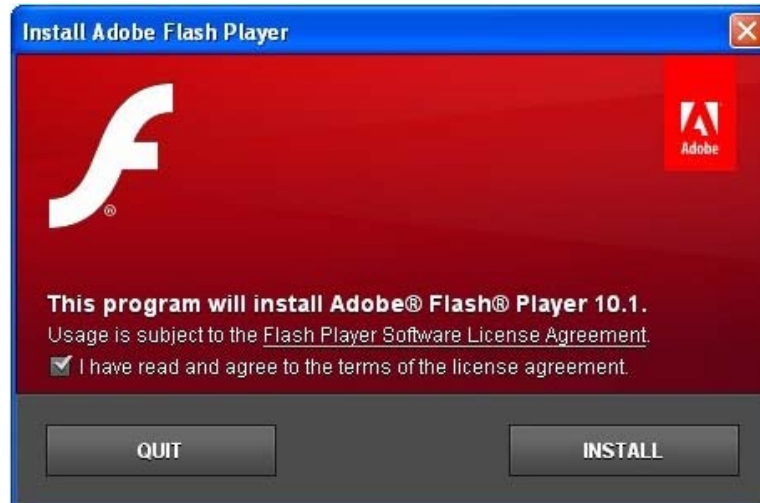 Install Adobe Flash Player
Adobe
®
This program will install Adobe® Flash® Player 10.1.
Usage is subject to the Flash Player Software License Agreement.
I have read and agree to the terms of the license agreement.
QUIT
INSTALL